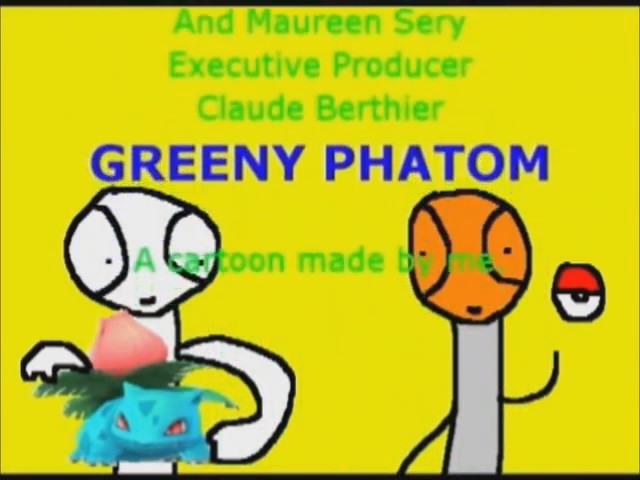 And Maureen Sery
Executive Producer
Claude Berthier
GREENY PHATOM
A cartoon made by me